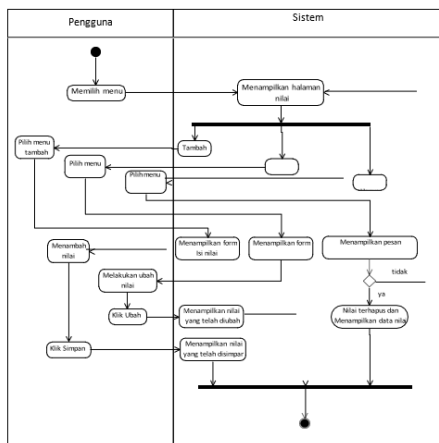 Pengguna
Sistem
Memilih menu
Menampilkan halaman
nilai
Tambah
Pilih menu
tambah
Pilih menu
Pilih menu
Menampilkan form
Isi nilai
Menampilkan form
Menampilkan pesan
Menambah
nilai
tidak
ya
Melakukan ubah
nilai
Klik Ubah
Menampilkan nilai
yang telah diubah
Nilai terhapus dan
Menampilkan data nilai
Klik Simpan
Menampilkan nilai
yang telah disimpar